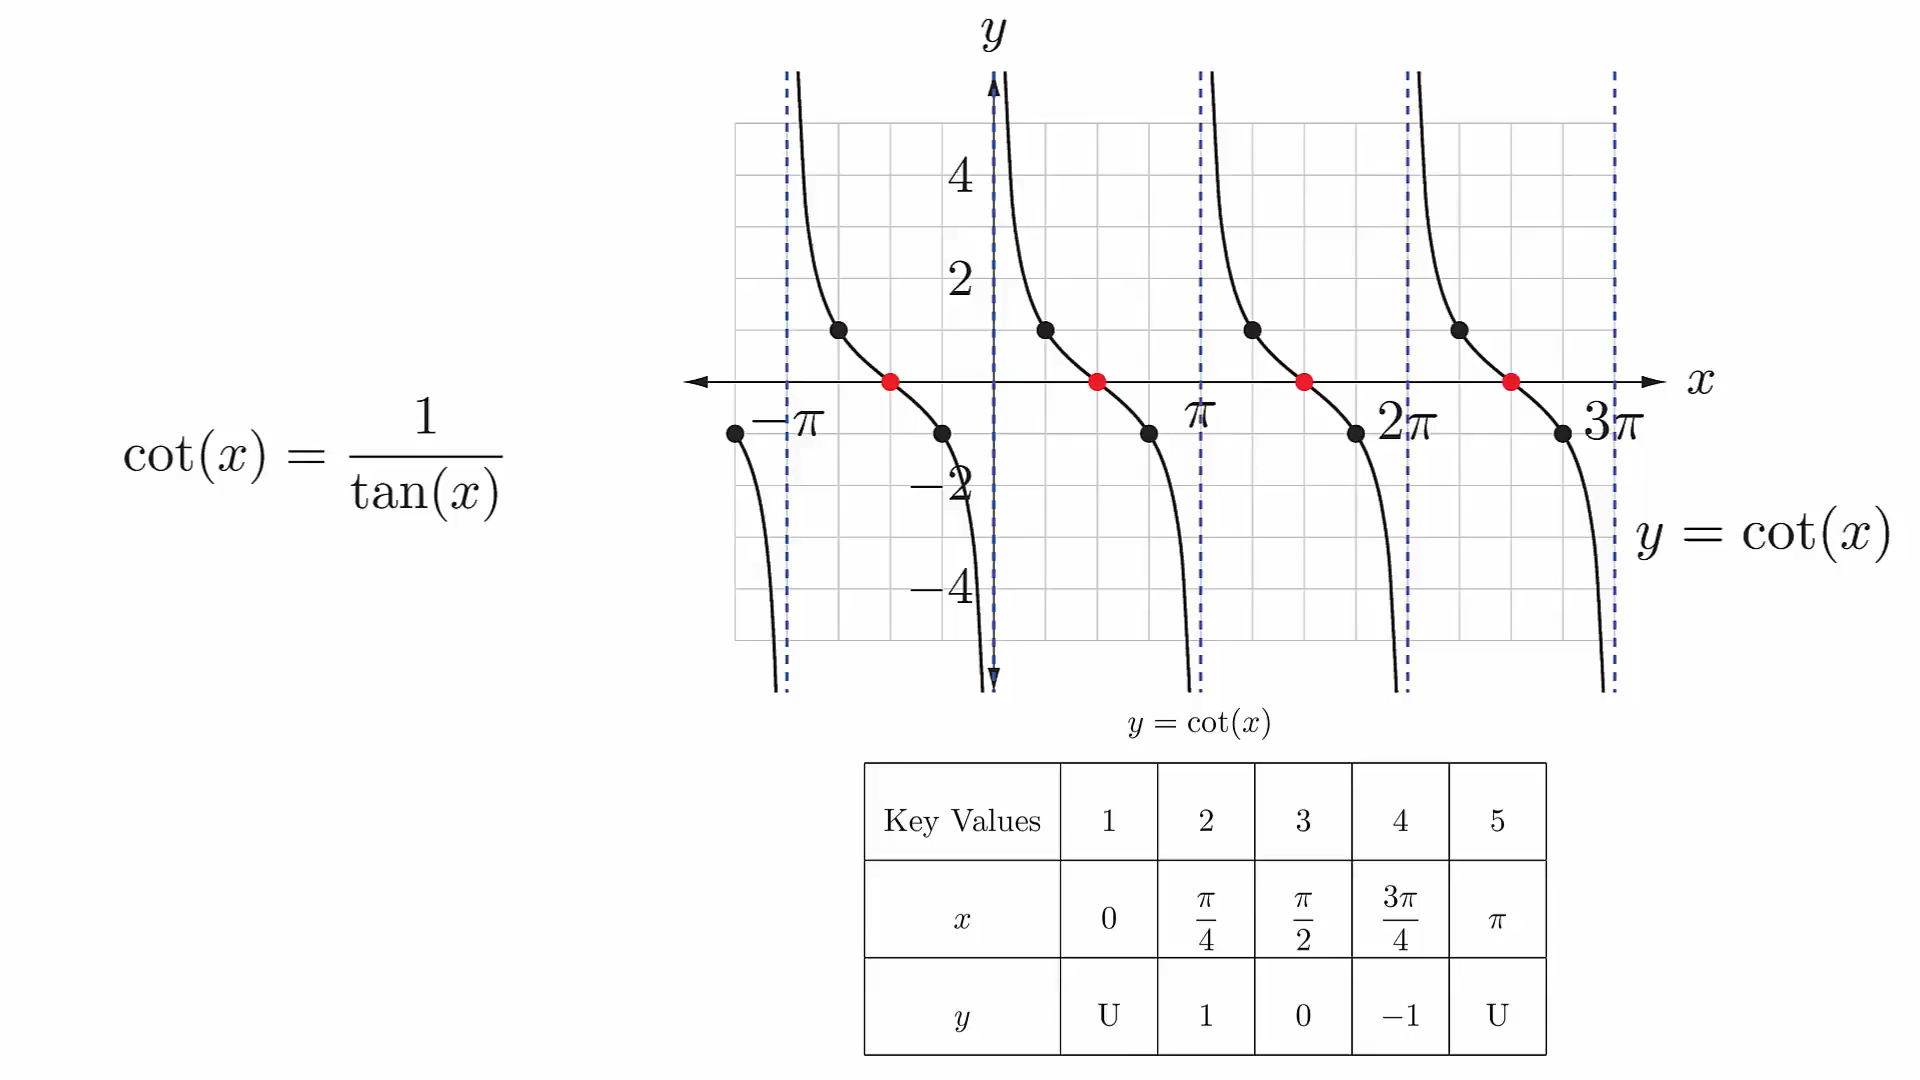 y
4
2
x
−π π 2π 3π
−2
−4
cot(x) = 1/tan(x)
y = cot(x)
y = cot(x)
Key Values 1 2 3 4 5
x 0 π/4 π/2 3π/4 π
y U 1 0 −1 U